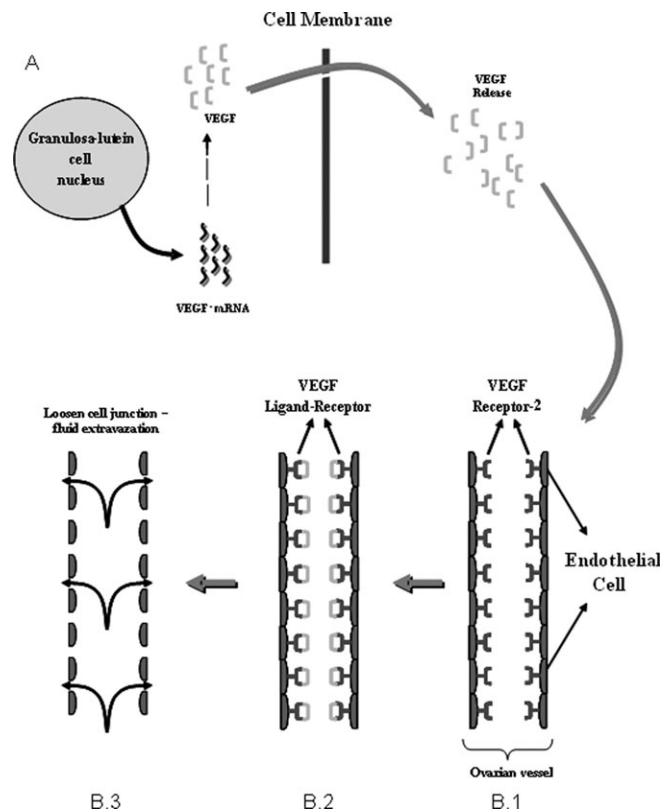 Cell Membrane
A
VEGF
Release
VEGF
Granulosa-lutein
cell
nucleus
VEGF-mRNA
Loosen cell junction –
fluid extravazation
VEGF
Ligand-Receptor
VEGF
Receptor-2
Endothelial
Cell
Ovarian vessel
B.3
B.2
B.1